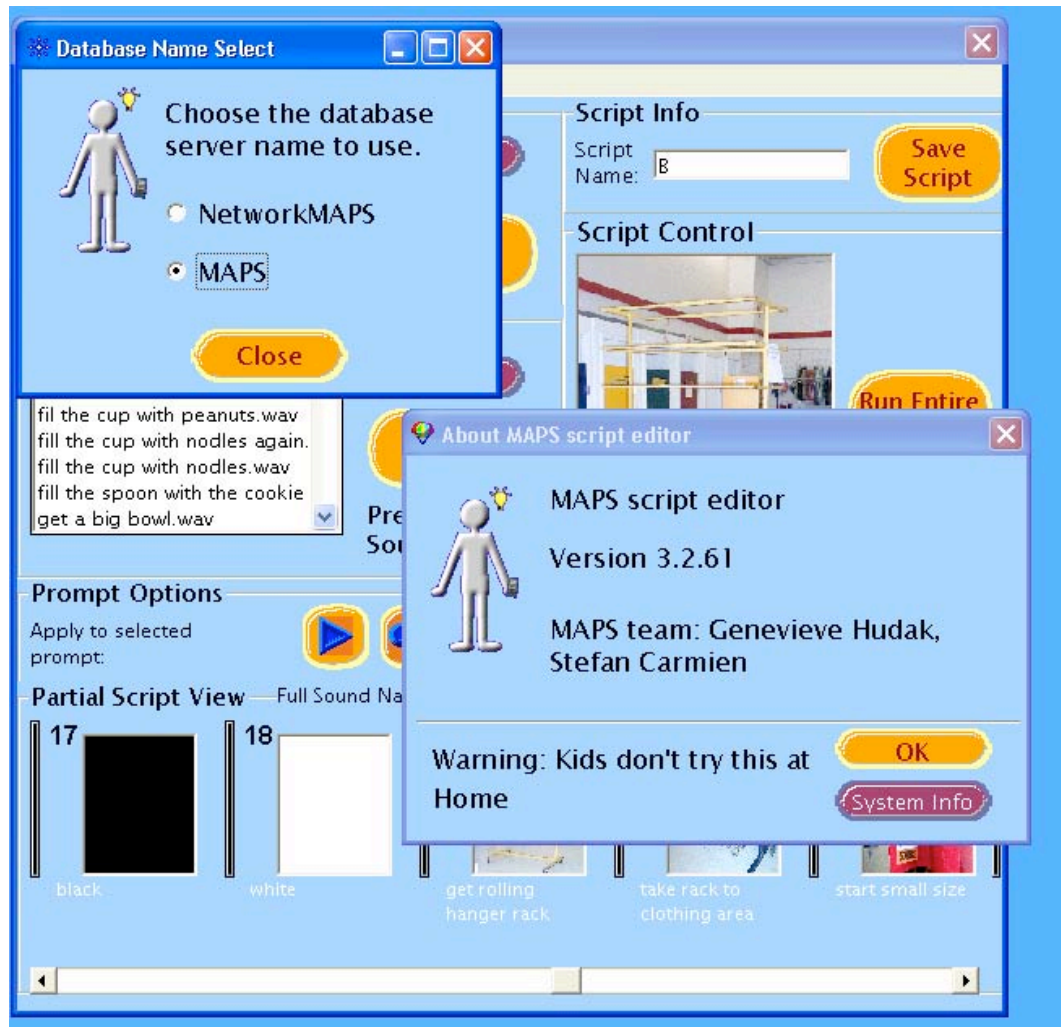 Database Name Select
Choose the database
server name to use.
NetworkMAPS
MAPS
Close
Script Info
Script
Name:
B
Save
Script
Script Control
Run Entire
fil the cup with peanuts.wav
fill the cup with nodles again.
fill the cup with nodles.wav
fill the spoon with the cookie
get a big bowl.wav
Pre
Sou
About MAPS script editor
MAPS script editor
Version 3.2.61
MAPS team: Genevieve Hudak,
Stefan Carmien
Warning: Kids don't try this at
Home
OK
System Info
Prompt Options
Apply to selected
prompt:
Partial Script View
Full Sound Na
17
18
black
white
get rolling
hanger rack
take rack to
clothing area
start small size